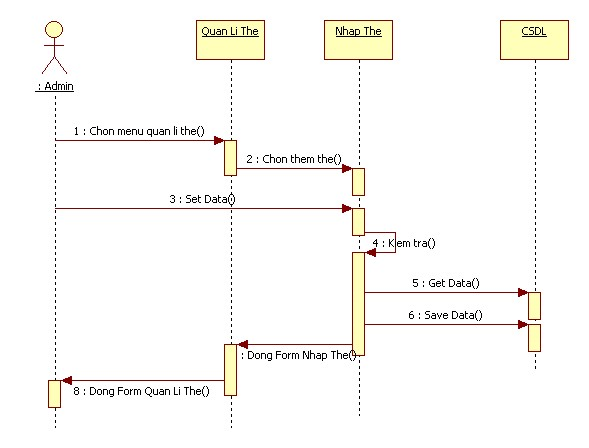 Quan Li The
Nhap The
CSDL
: Admin
1 : Chon menu quan li the()
2 : Chon them the()
3 : Set Data()
4 : Kiem tra()
5 : Get Data()
6 : Save Data()
: Dong Form Nhap The()
8 : Dong Form Quan Li The()